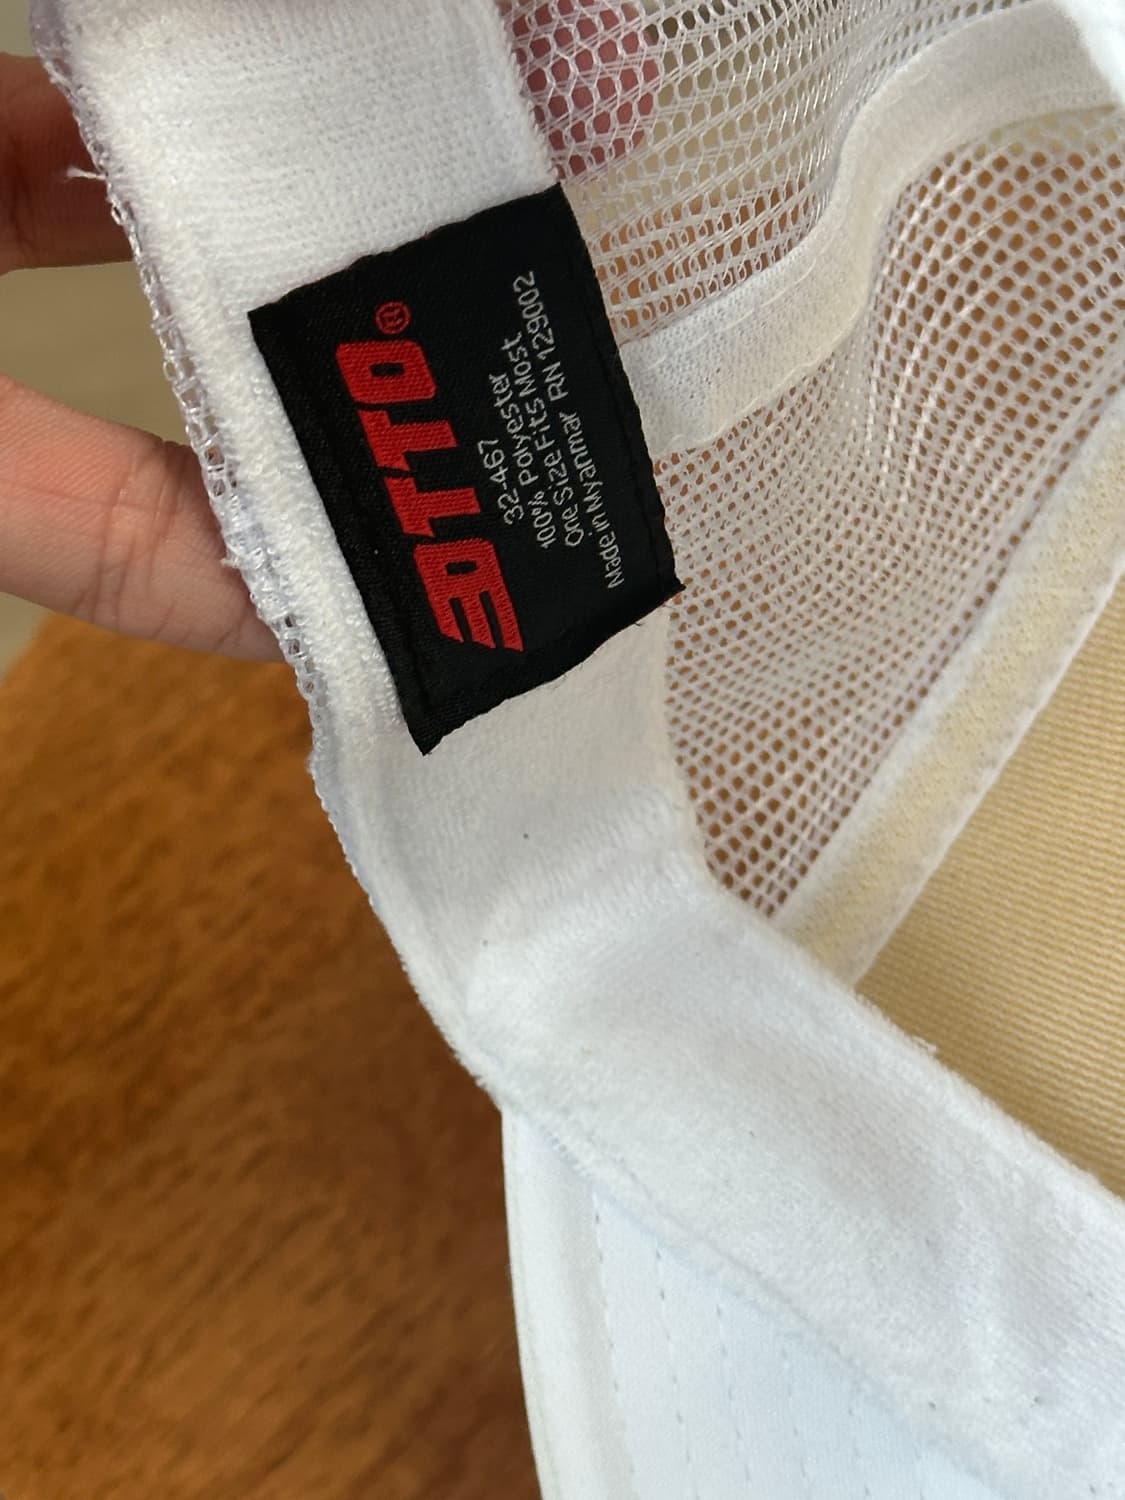 OTTO®
32-467
100% Polyester
One Size Fits Most
Made in Myanmar RN 129002